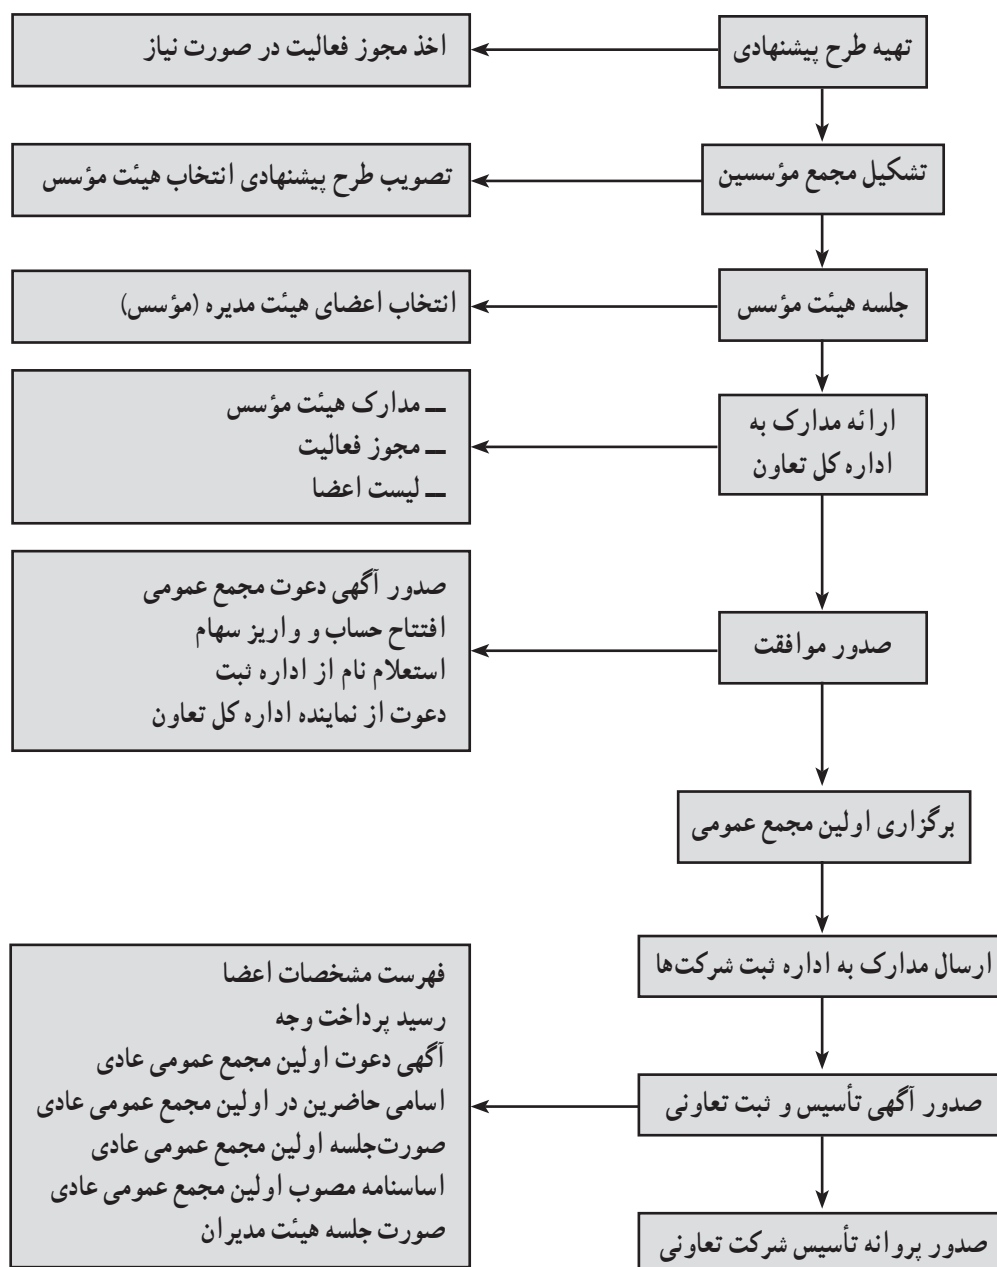 تهیه طرح پیشنهادی
اخذ مجوز فعالیت در صورت نیاز
تشکیل مجمع مؤسسین
تصویب طرح پیشنهادی انتخاب هیئت مؤسس
جلسه هیئت مؤسس
انتخاب اعضای هیئت مدیره (مؤسس)
ارائه مدارک به
اداره کل تعاون
ــ مدارک هیئت مؤسس
ــ مجوز فعالیت
ــ لیست اعضا
صدور موافقت
صدور آگهی دعوت مجمع عمومی
افتتاح حساب و واریز سهام
استعلام نام از اداره ثبت
دعوت از نماینده اداره کل تعاون
برگزاری اولین مجمع عمومی
ارسال مدارک به اداره ثبت شرکت‌ها
صدور آگهی تأسیس و ثبت تعاونی
فهرست مشخصات اعضا
رسید پرداخت وجه
آگهی دعوت اولین مجمع عمومی عادی
اسامی حاضرین در اولین مجمع عمومی عادی
صورت‌جلسه اولین مجمع عمومی عادی
اساسنامه مصوب اولین مجمع عمومی عادی
صورت جلسه هیئت مدیران
صدور پروانه تأسیس شرکت تعاونی